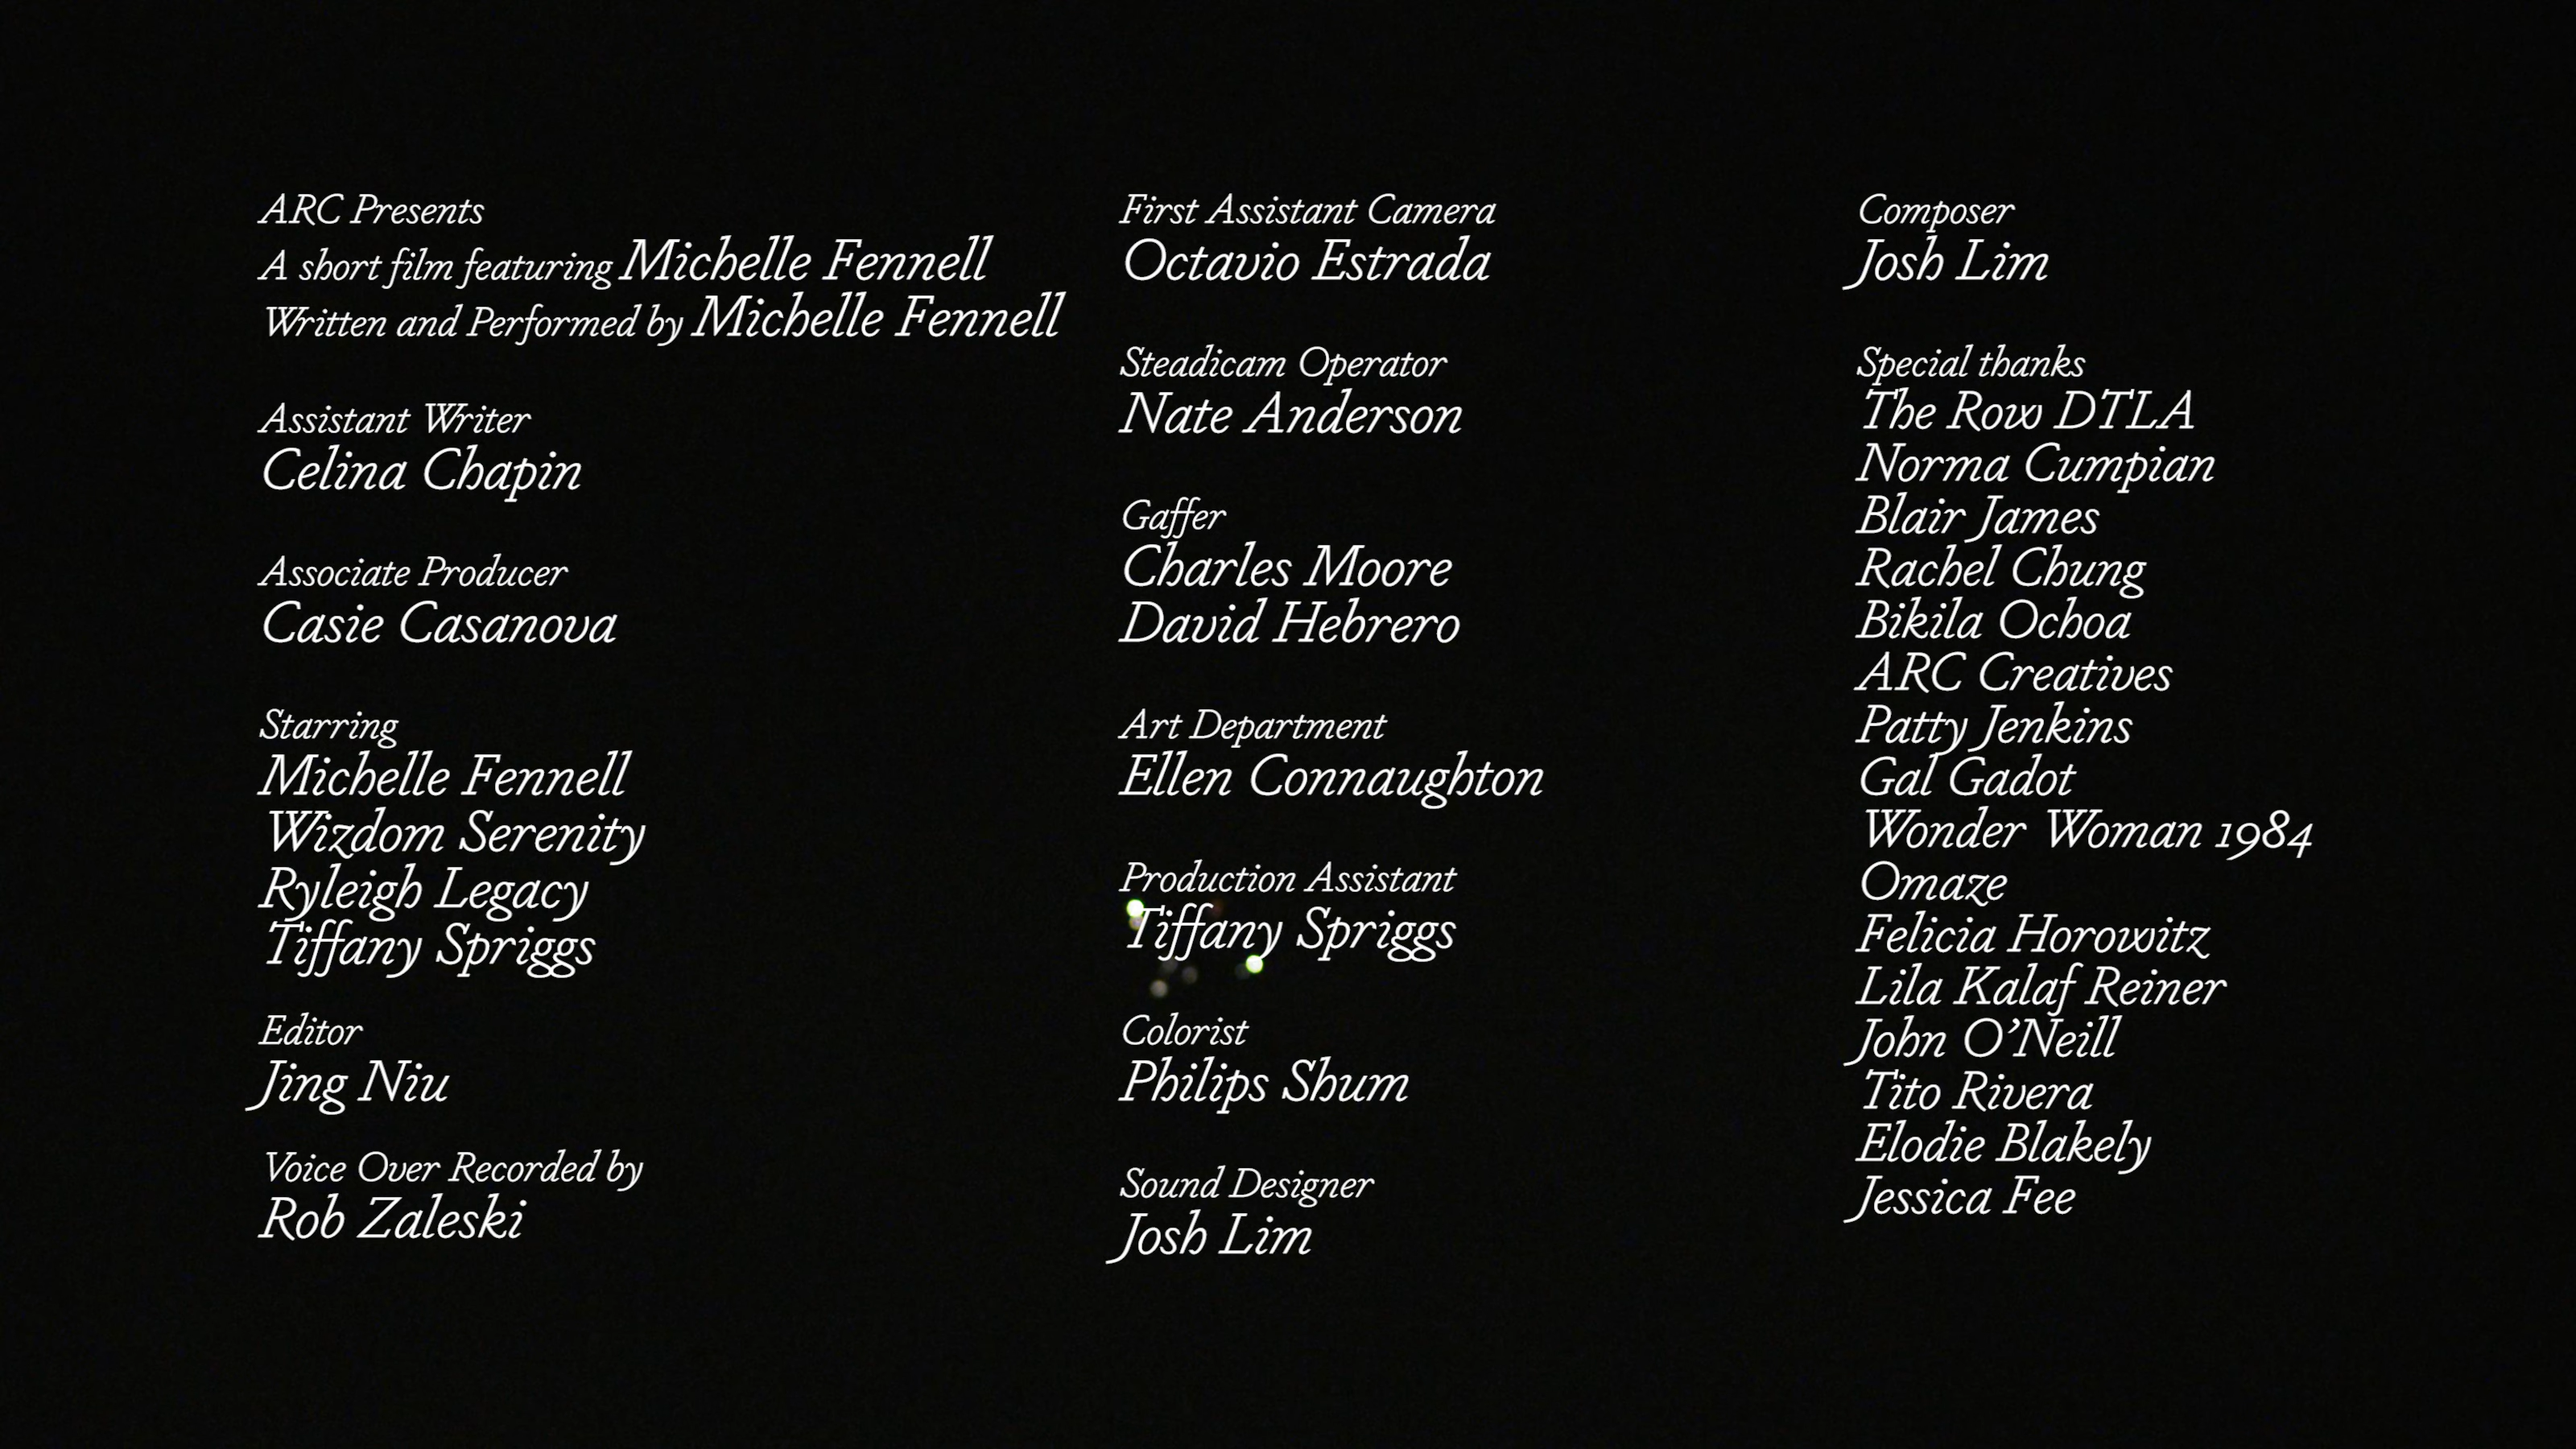 ARC Presents
A short film featuring Michelle Fennell
Written and Performed by Michelle Fennell
Assistant Writer
Celina Chapin
Associate Producer
Casie Casanova
Starring
Michelle Fennell
Wizdom Serenity
Ryleigh Legacy
Tiffany Spriggs
Editor
Jing Niu
Voice Over Recorded by
Rob Zaleski
First Assistant Camera
Octavio Estrada
Steadicam Operator
Nate Anderson
Gaffer
Charles Moore
David Hebrero
Art Department
Ellen Connaughton
Production Assistant
Tiffany Spriggs
Colorist
Philips Shum
Sound Designer
Josh Lim
Composer
Josh Lim
Special thanks
The Row DTLA
Norma Cumpian
Blair James
Rachel Chung
Bikila Ochoa
ARC Creatives
Patty Jenkins
Gal Gadot
Wonder Woman 1984
Omaze
Felicia Horowitz
Lila Kalaf Reiner
John O’Neill
Tito Rivera
Elodie Blakely
Jessica Fee